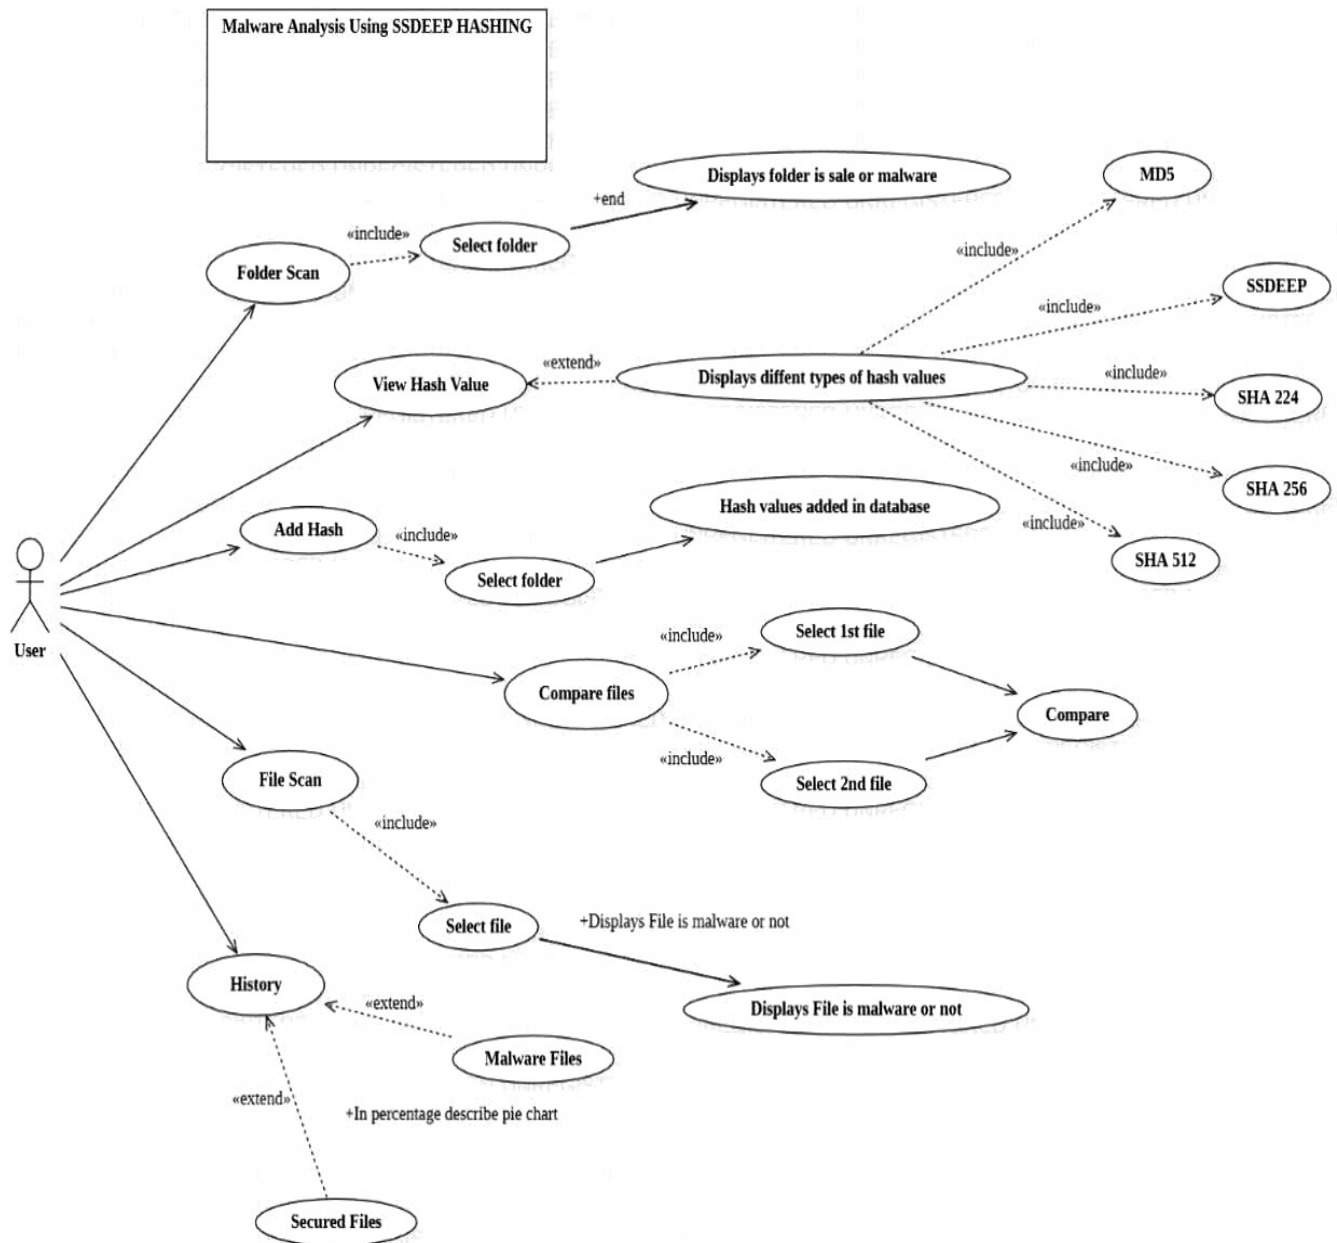 Malware Analysis Using SSDEEP HASHING
Displays folder is sale or malware
MD5
+end
«include»
Select folder
«include»
Folder Scan
SSDEEP
«include»
«extend»
View Hash Value
Displays diffent types of hash values
«include»
SHA 224
«include»
SHA 256
Hash values added in database
Add Hash
«include»
«include»
Select folder
SHA 512
User
«include»
Select 1st file
Compare files
Compare
«include»
Select 2nd file
File Scan
«include»
Select file
+Displays File is malware or not
History
«extend»
Displays File is malware or not
Malware Files
«extend»
+In percentage describe pie chart
Secured Files